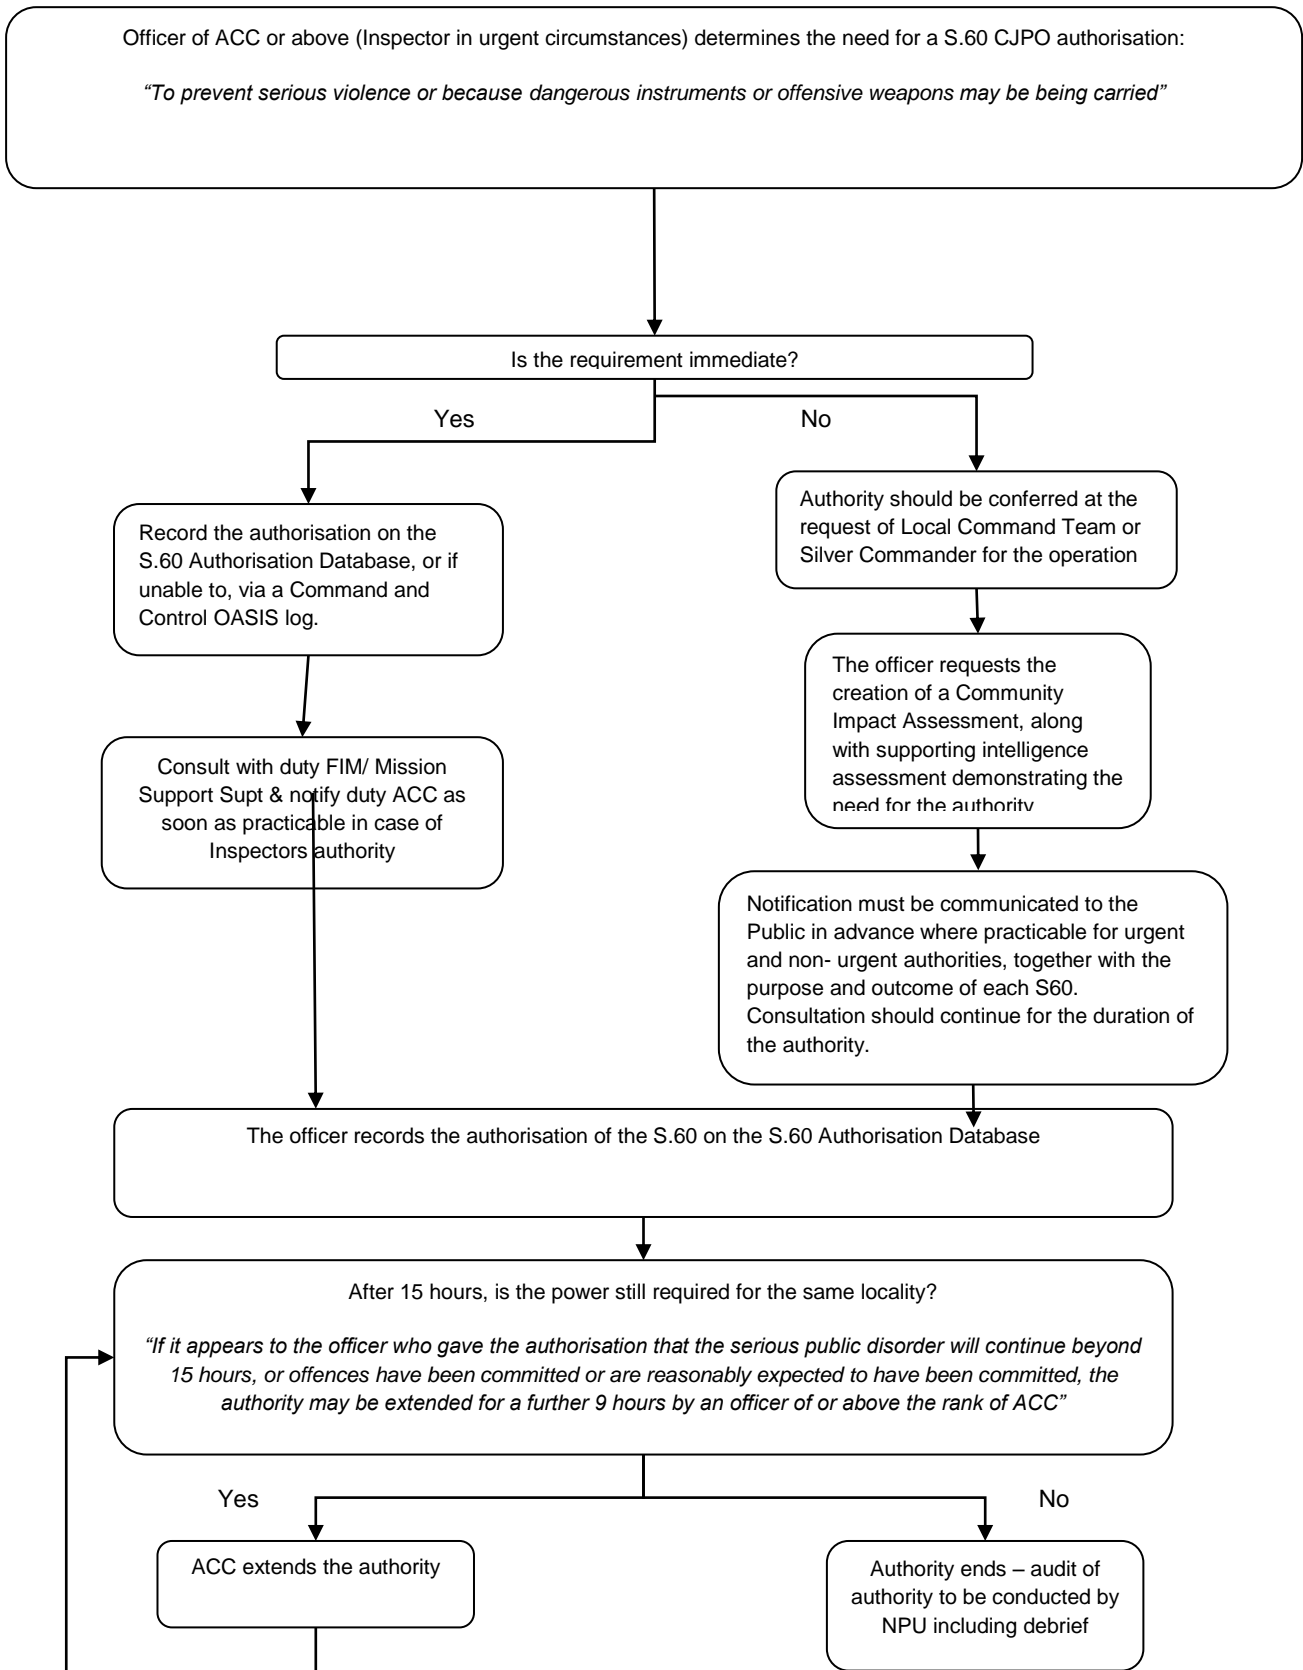 Officer of ACC or above (Inspector in urgent circumstances) determines the need for a S.60 CJPO authorisation:
“To prevent serious violence or because dangerous instruments or offensive weapons may be being carried”
Is the requirement immediate?
Yes
No
Record the authorisation on the
S.60 Authorisation Database, or if
unable to, via a Command and
Control OASIS log.
Authority should be conferred at the
request of Local Command Team or
Silver Commander for the operation
The officer requests the
creation of a Community
Impact Assessment, along
with supporting intelligence
assessment demonstrating the
need for the authority
Consult with duty FIM/ Mission
Support Supt & notify duty ACC as
soon as practicable in case of
Inspectors authority
Notification must be communicated to the
Public in advance where practicable for urgent
and non- urgent authorities, together with the
purpose and outcome of each S60.
Consultation should continue for the duration of
the authority.
The officer records the authorisation of the S.60 on the S.60 Authorisation Database
After 15 hours, is the power still required for the same locality?
“If it appears to the officer who gave the authorisation that the serious public disorder will continue beyond
15 hours, or offences have been committed or are reasonably expected to have been committed, the
authority may be extended for a further 9 hours by an officer of or above the rank of ACC”
Yes
No
ACC extends the authority
Authority ends – audit of
authority to be conducted by
NPU including debrief